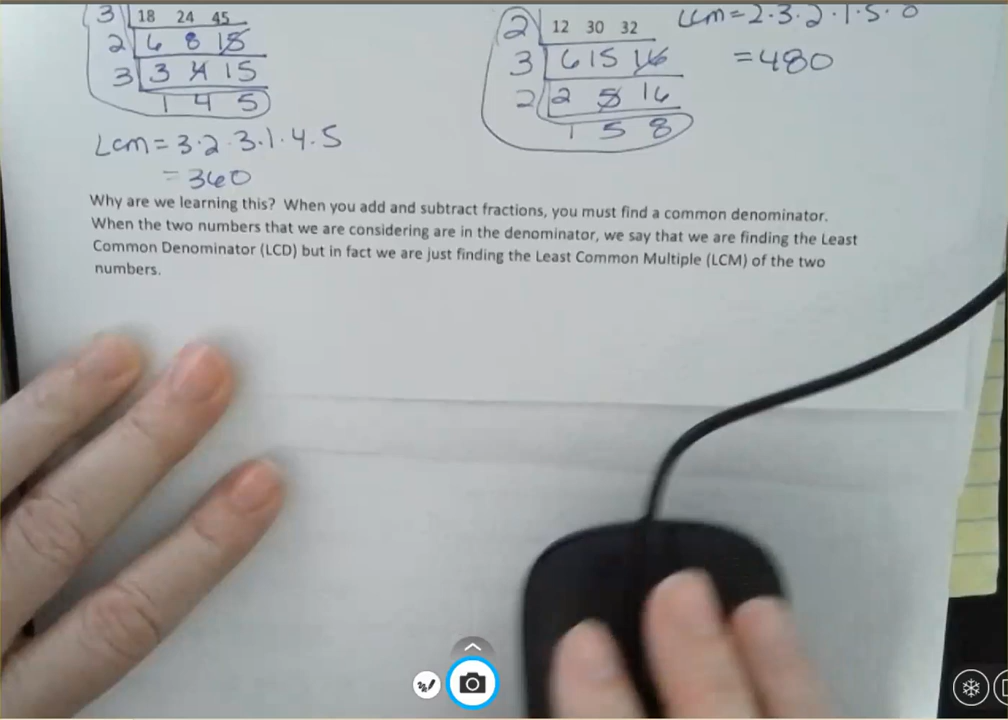 3 18 24 45
2 6 8 15
3 3 4 15
1 4 5
LCM = 3·2·3·1·4·5
= 360
2 12 30 32
3 6 15 16
2 2 5 16
1 5 8
LCM = 2·3·2·1·5·8
= 480
Why are we learning this? When you add and subtract fractions, you must find a common denominator.
When the two numbers that we are considering are in the denominator, we say that we are finding the Least
Common Denominator (LCD) but in fact we are just finding the Least Common Multiple (LCM) of the two
numbers.